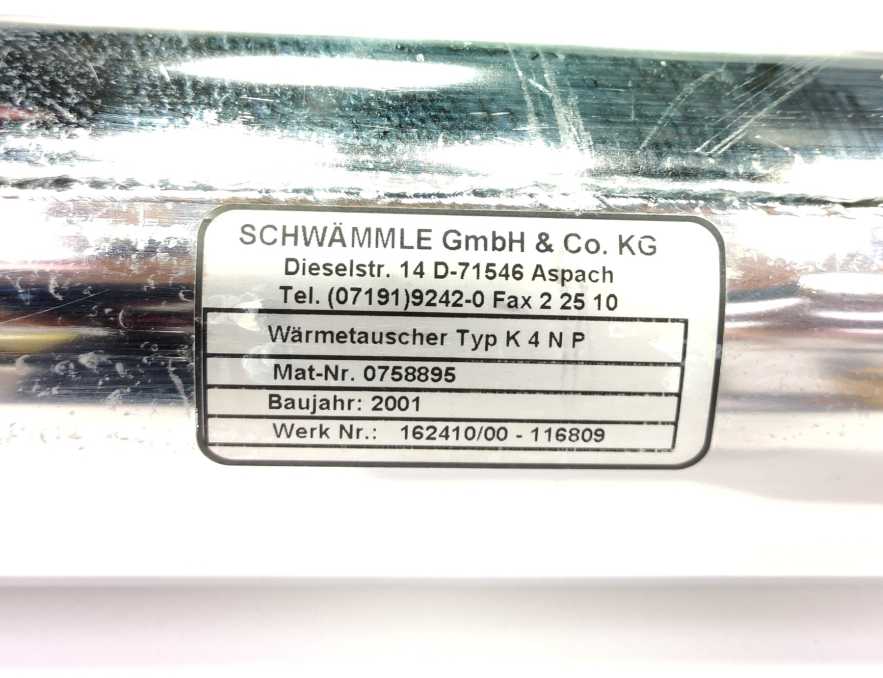 SCHWÄMMLE GmbH & Co. KG
Dieselstr. 14 D-71546 Aspach
Tel. (07191)9242-0 Fax 2 25 10
Wärmetauscher Typ K 4 N P
Mat-Nr. 0758895
Baujahr: 2001
Werk Nr.: 162410/00 - 116809